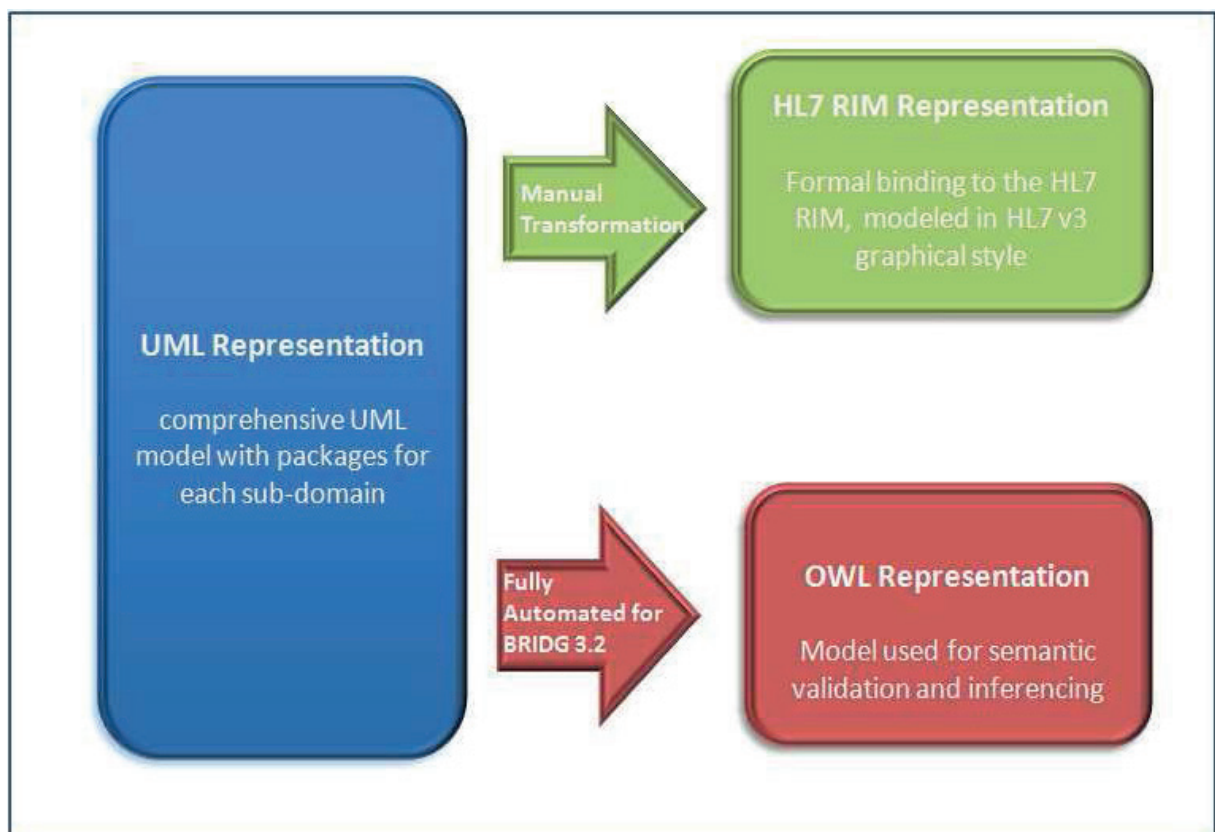 UML Representation
comprehensive UML
model with packages for
each sub-domain
Manual
Transformation
HL7 RIM Representation
Formal binding to the HL7
RIM, modeled in HL7 v3
graphical style
Fully
Automated for
BRIDG 3.2
OWL Representation
Model used for semantic
validation and inferencing